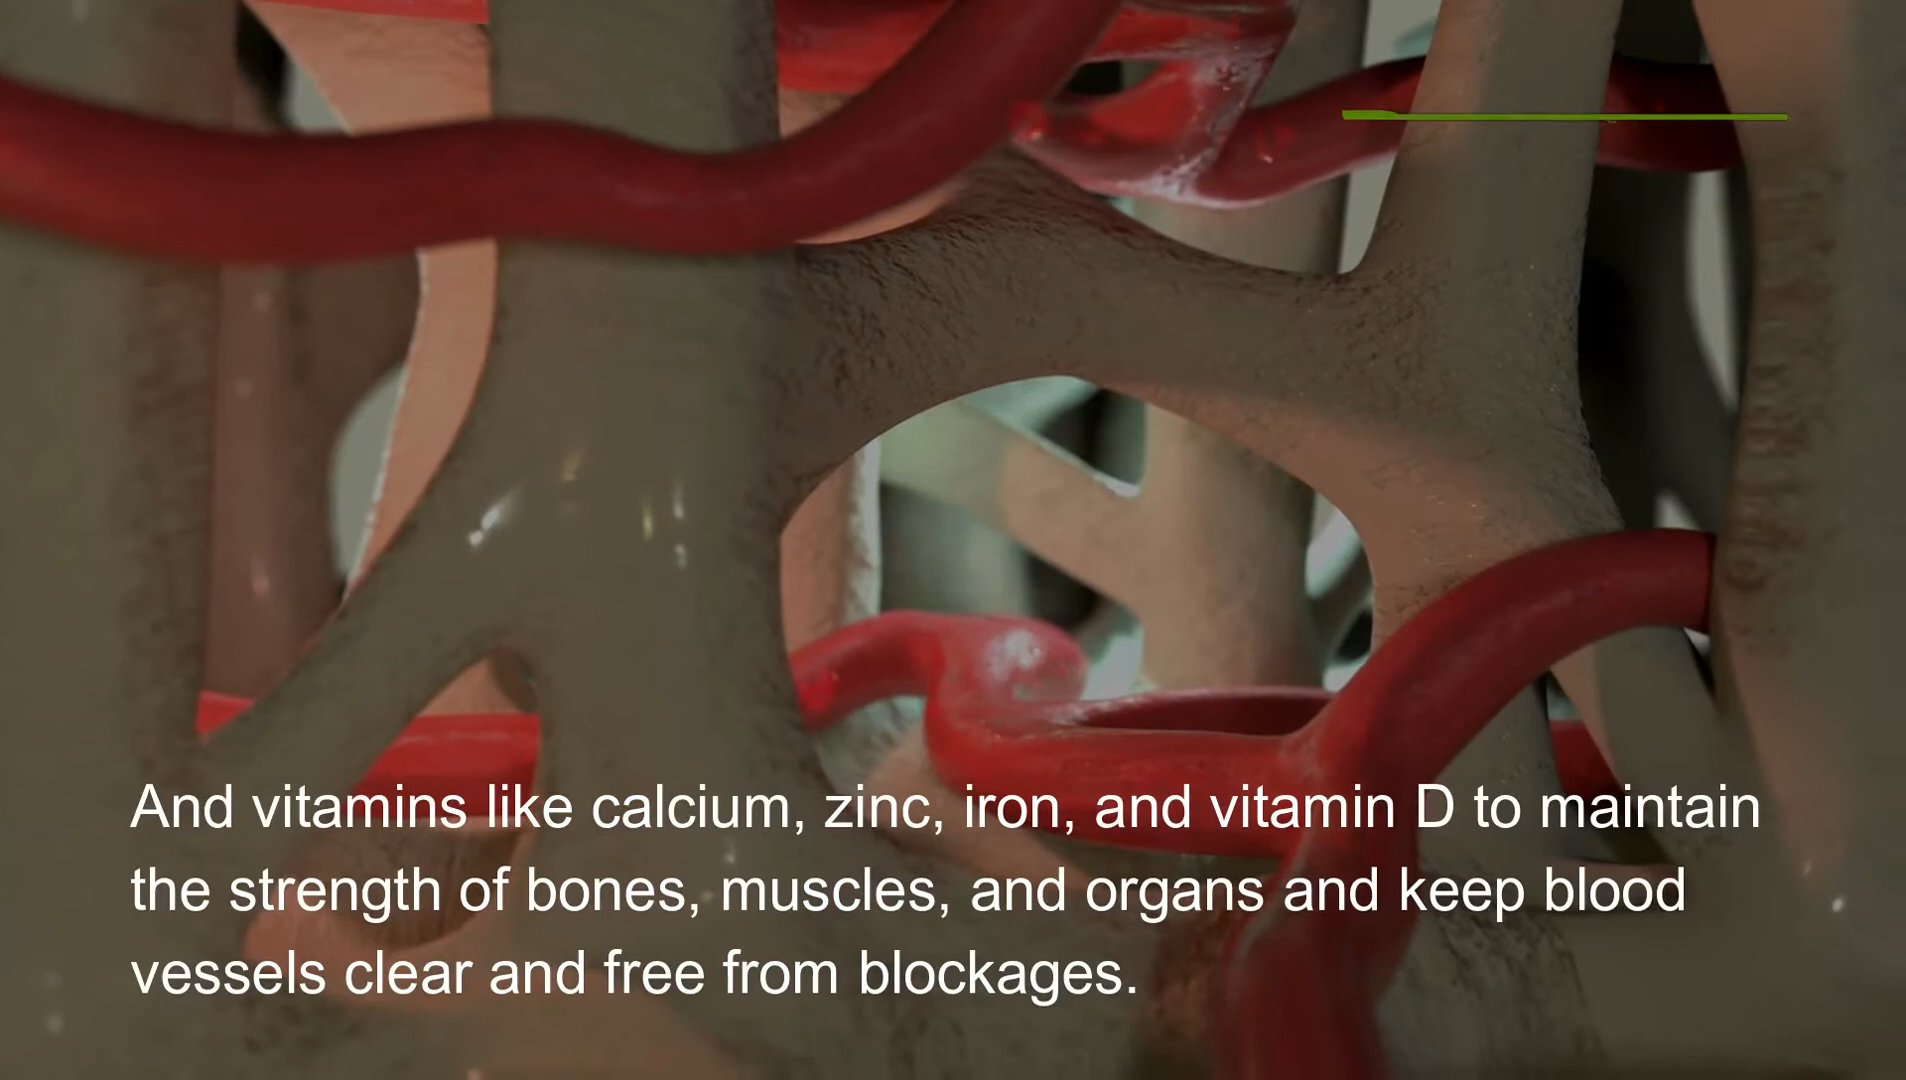 And vitamins like calcium, zinc, iron, and vitamin D to maintain
the strength of bones, muscles, and organs and keep blood
vessels clear and free from blockages.